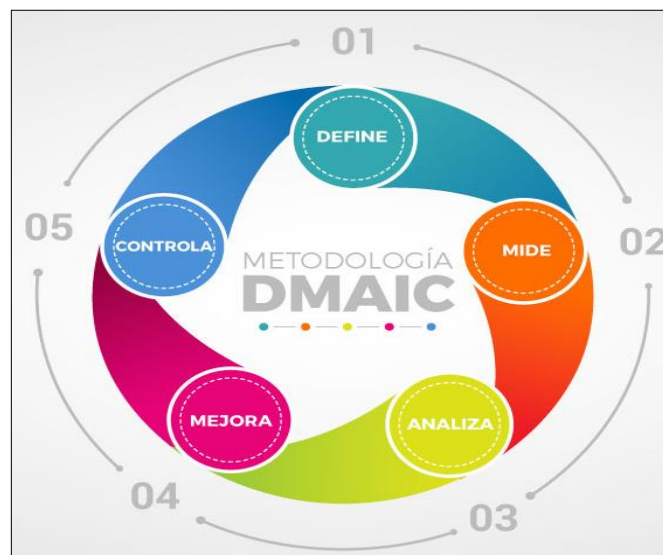 01
DEFINE
05
CONTROLA
MIDE
02
METODOLOGÍA
DMAIC
MEJORA
ANALIZA
04
03